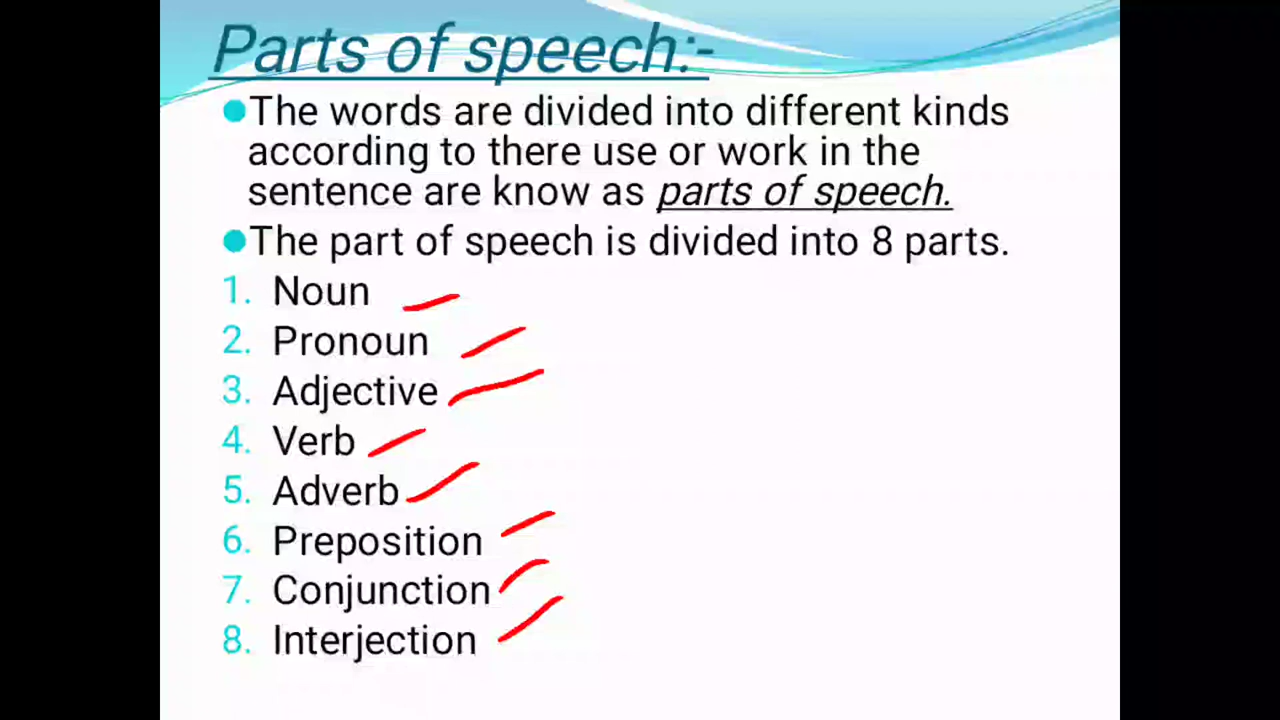 Parts of speech:-
The words are divided into different kinds
according to there use or work in the
sentence are know as parts of speech.
The part of speech is divided into 8 parts.
1. Noun
2. Pronoun
3. Adjective
4. Verb
5. Adverb
6. Preposition
7. Conjunction
8. Interjection